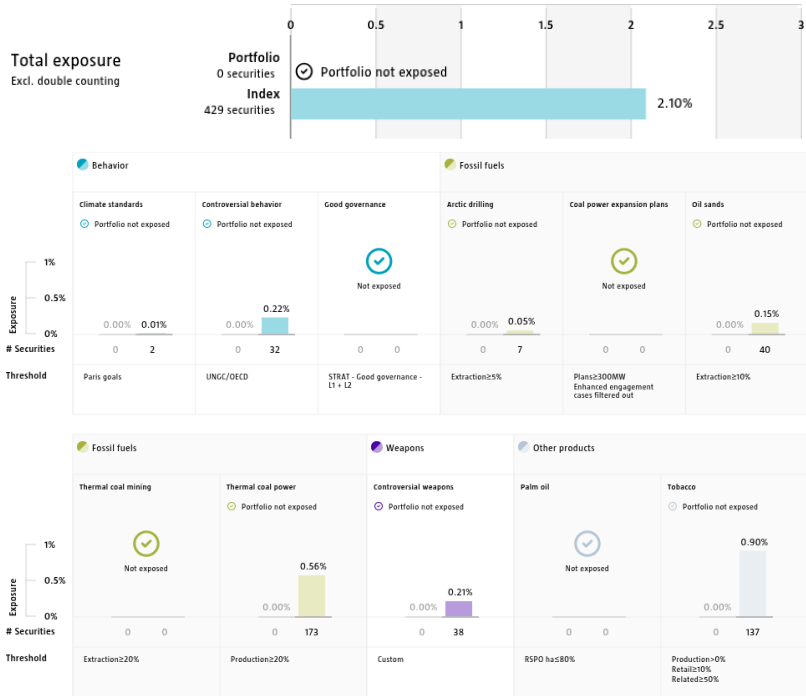 0 0.5 1 1.5 2 2.5 3
Total exposure
Excl. double counting
Portfolio
0 securities
Portfolio not exposed
Index
429 securities
2.10%
Behavior
Fossil fuels
Climate standards
Controversial behavior
Good governance
Arctic drilling
Coal power expansion plans
Oil sands
Portfolio not exposed
Portfolio not exposed
Portfolio not exposed
Portfolio not exposed
Not exposed
Not exposed
Exposure
1%
0.5%
0%
0.00% 0.01%
0.00% 0.22%
0.00% 0.05%
0.00% 0.15%
# Securities
0 2
0 32
0 0
0 7
0 0
0 40
Threshold
Paris goals
UNGC/OECD
STRAT - Good governance -
L1 + L2
Extraction≥5%
Plans≥300MW
Enhanced engagement
cases filtered out
Extraction≥10%
Fossil fuels
Weapons
Other products
Thermal coal mining
Thermal coal power
Controversial weapons
Palm oil
Tobacco
Portfolio not exposed
Portfolio not exposed
Portfolio not exposed
Not exposed
Not exposed
Exposure
1%
0.5%
0%
0.00% 0.56%
0.00% 0.21%
0.00% 0.90%
# Securities
0 0
0 173
0 38
0 0
0 137
Threshold
Extraction≥20%
Production≥20%
Custom
RSPO ha≤80%
Production>0%
Retail≥10%
Related≥50%